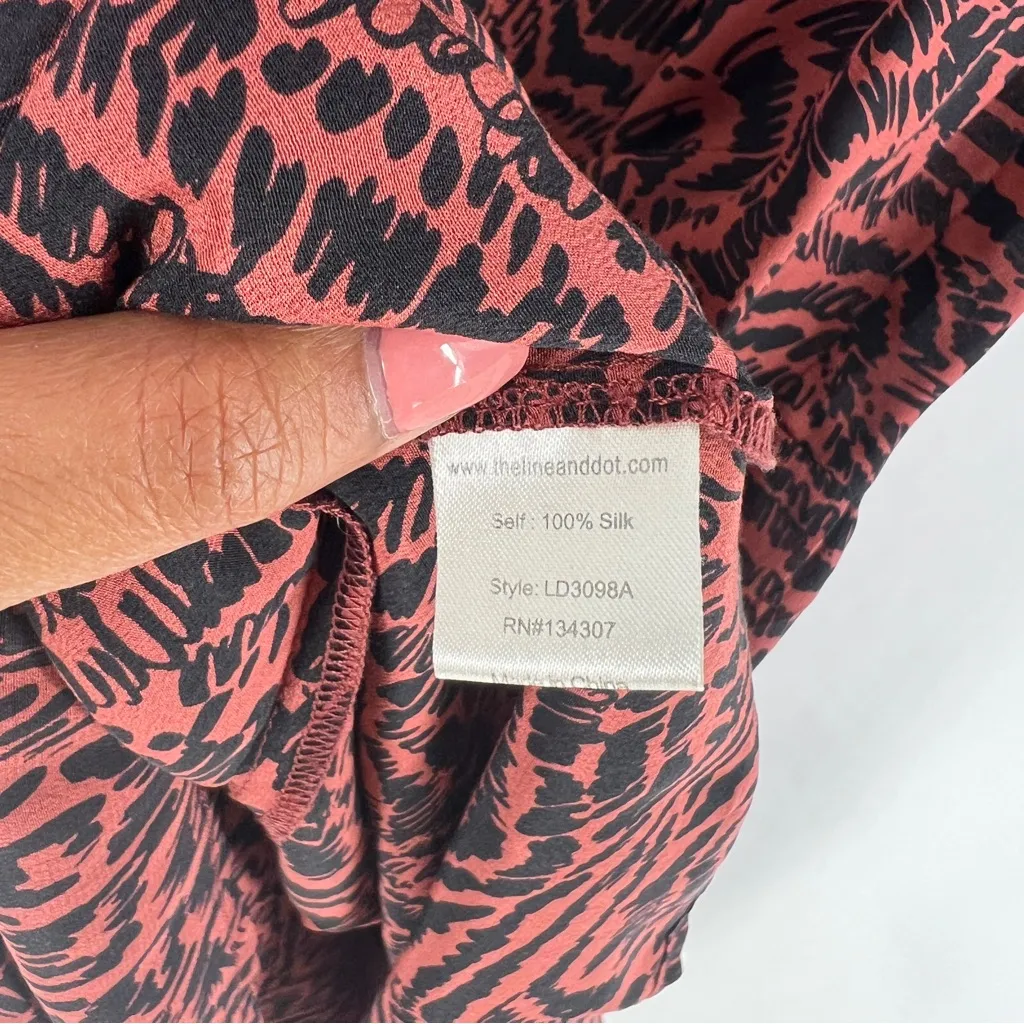 www.thelineanddot.com
Self : 100% Silk
Style: LD3098A
RN#134307